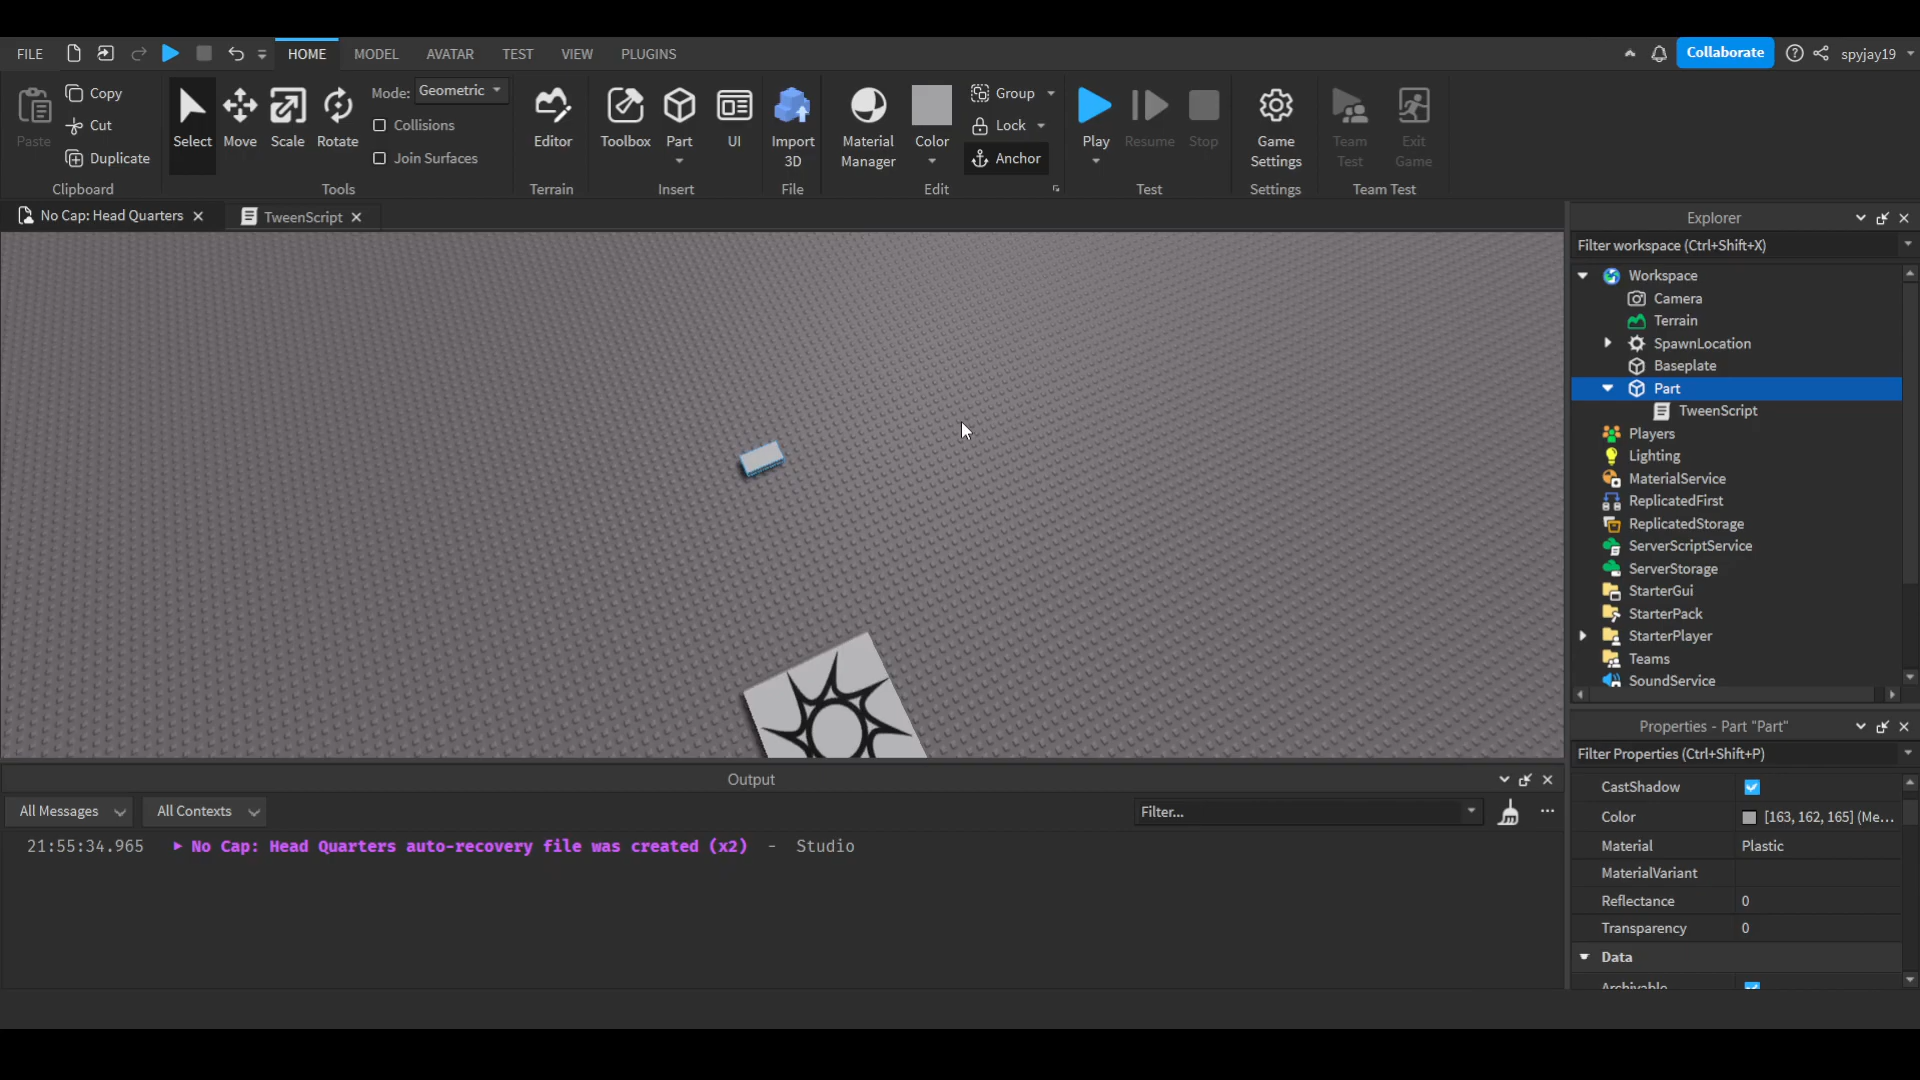 FILE HOME MODEL AVATAR TEST VIEW PLUGINS Collaborate spyjay19
Paste Copy Cut Duplicate Clipboard
Select Move Scale Rotate Mode: Geometric Collisions Join Surfaces Tools
Editor Terrain
Toolbox Part UI Insert
Import 3D File
Material Manager Color Group Lock Anchor Edit
Play Resume Stop Test
Game Settings Settings
Team Test Exit Game Team Test
No Cap: Head Quarters TweenScript
Explorer
Filter workspace (Ctrl+Shift+X)
Workspace
Camera
Terrain
SpawnLocation
Baseplate
Part
TweenScript
Players
Lighting
MaterialService
ReplicatedFirst
ReplicatedStorage
ServerScriptService
ServerStorage
StarterGui
StarterPack
StarterPlayer
Teams
SoundService
Properties - Part "Part"
Filter Properties (Ctrl+Shift+P)
CastShadow
Color [163, 162, 165] (Me...
Material Plastic
MaterialVariant
Reflectance 0
Transparency 0
Data
Archivable
Output
All Messages All Contexts Filter...
21:55:34.965 No Cap: Head Quarters auto-recovery file was created (x2) - Studio